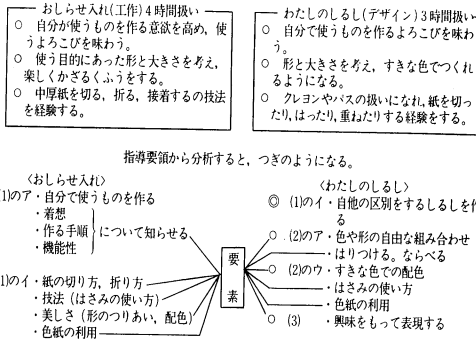 おしらせ入れ(工作)4時間扱い
○ 自分が使うものを作る意欲を高め，使
うよろこびを味わう。
○ 使う目的にあった形と大きさを考え，
楽しくかざるくふうをする。
○ 中厚紙を切る，折る，接着するの技法
を経験する。
わたしのしるし(デザイン)3時間扱い
○ 自分で使うものを作るよろこびを味わ
う。
○ 形と大きさを考え，すきな色でつくれ
るようになる。
○ クレヨンやパスの扱いになれ，紙を切っ
たり，はったり，重ねたりする経験をする。
指導要領から分析すると，つぎのようになる。
〈おしらせ入れ〉
(1)のア・自分で使うものを作る
・着想
・作る手順
・機能性
について知らせる
1)のイ・紙の切り方，折り方
・技法（はさみの使い方）
・美しさ（形のつりあい，配色）
・色紙の利用
要素
〈わたしのしるし〉
◎ (1)のイ・自他の区別をするしるしを作
る
○ (2)のア・色や形の自由な組み合わせ
・はりつける。ならべる
○ (2)のウ・すきな色での配色
・はさみの使い方
・色紙の利用
○ (3) ・興味をもって表現する